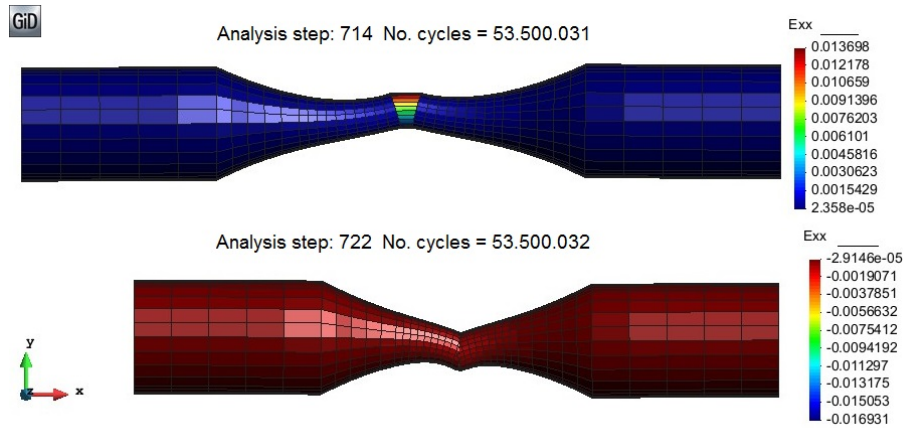 GiD
Analysis step: 714 No. cycles = 53.500.031
Exx
0.013698
0.012178
0.010659
0.0091396
0.0076203
0.006101
0.0045816
0.0030623
0.0015429
2.358e-05
Analysis step: 722 No. cycles = 53.500.032
Exx
-2.9146e-05
-0.0019071
-0.0037851
-0.0056632
-0.0075412
-0.0094192
-0.011297
-0.013175
-0.015053
-0.016931
y
z x